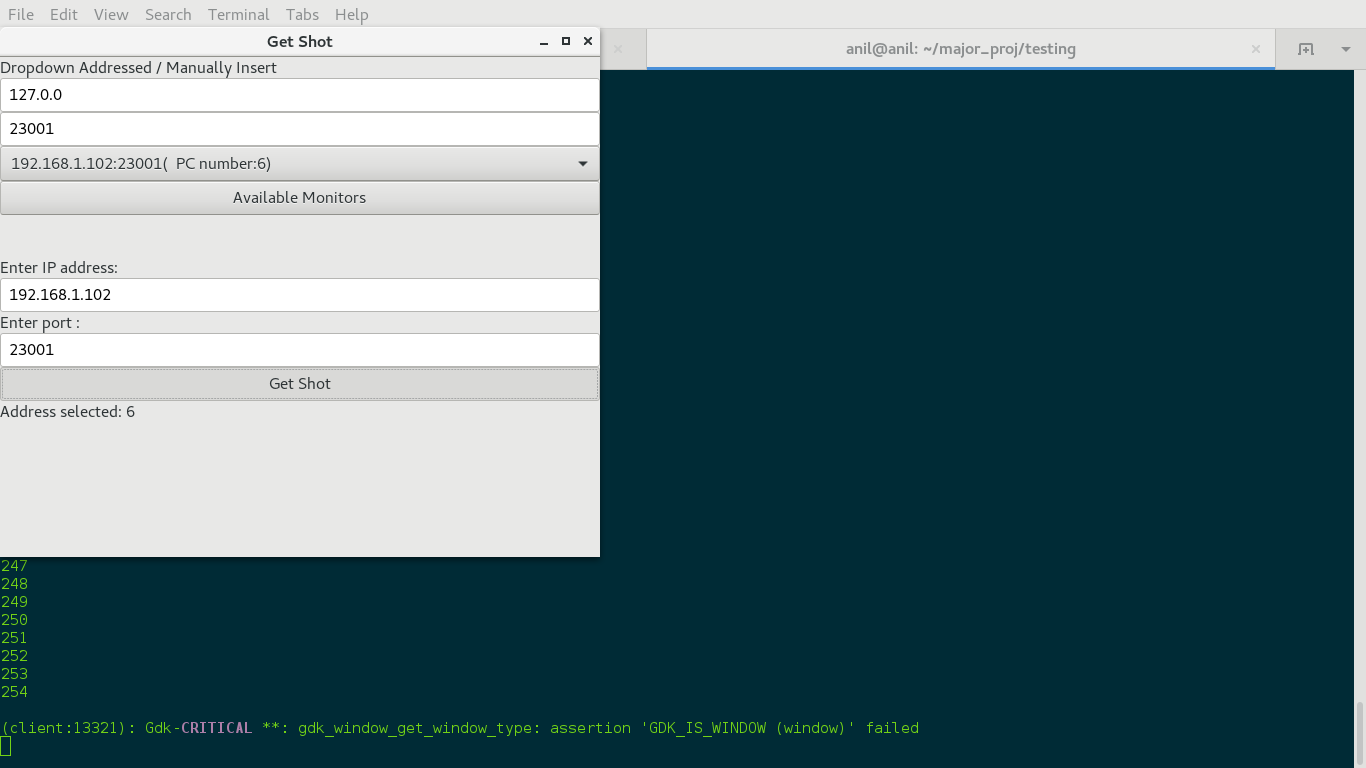 File Edit View Search Terminal Tabs Help
Get Shot
anil@anil: ~/major_proj/testing
Dropdown Addressed / Manually Insert
127.0.0
23001
192.168.1.102:23001(  PC number:6)
Available Monitors
Enter IP address:
192.168.1.102
Enter port :
23001
Get Shot
Address selected: 6
247
248
249
250
251
252
253
254
(client:13321): Gdk-CRITICAL **: gdk_window_get_window_type: assertion 'GDK_IS_WINDOW (window)' failed